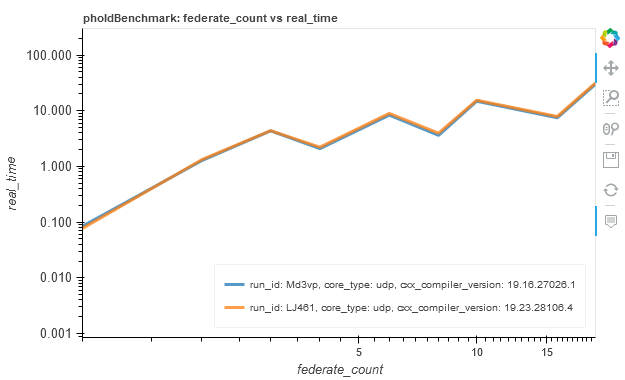 pholdBenchmark: federate_count vs real_time
100.000
10.000
1.000
0.100
0.010
0.001
real_time
run_id: Md3vp, core_type: udp, cxx_compiler_version: 19.16.27026.1
run_id: LJ461, core_type: udp, cxx_compiler_version: 19.23.28106.4
5
10
15
federate_count